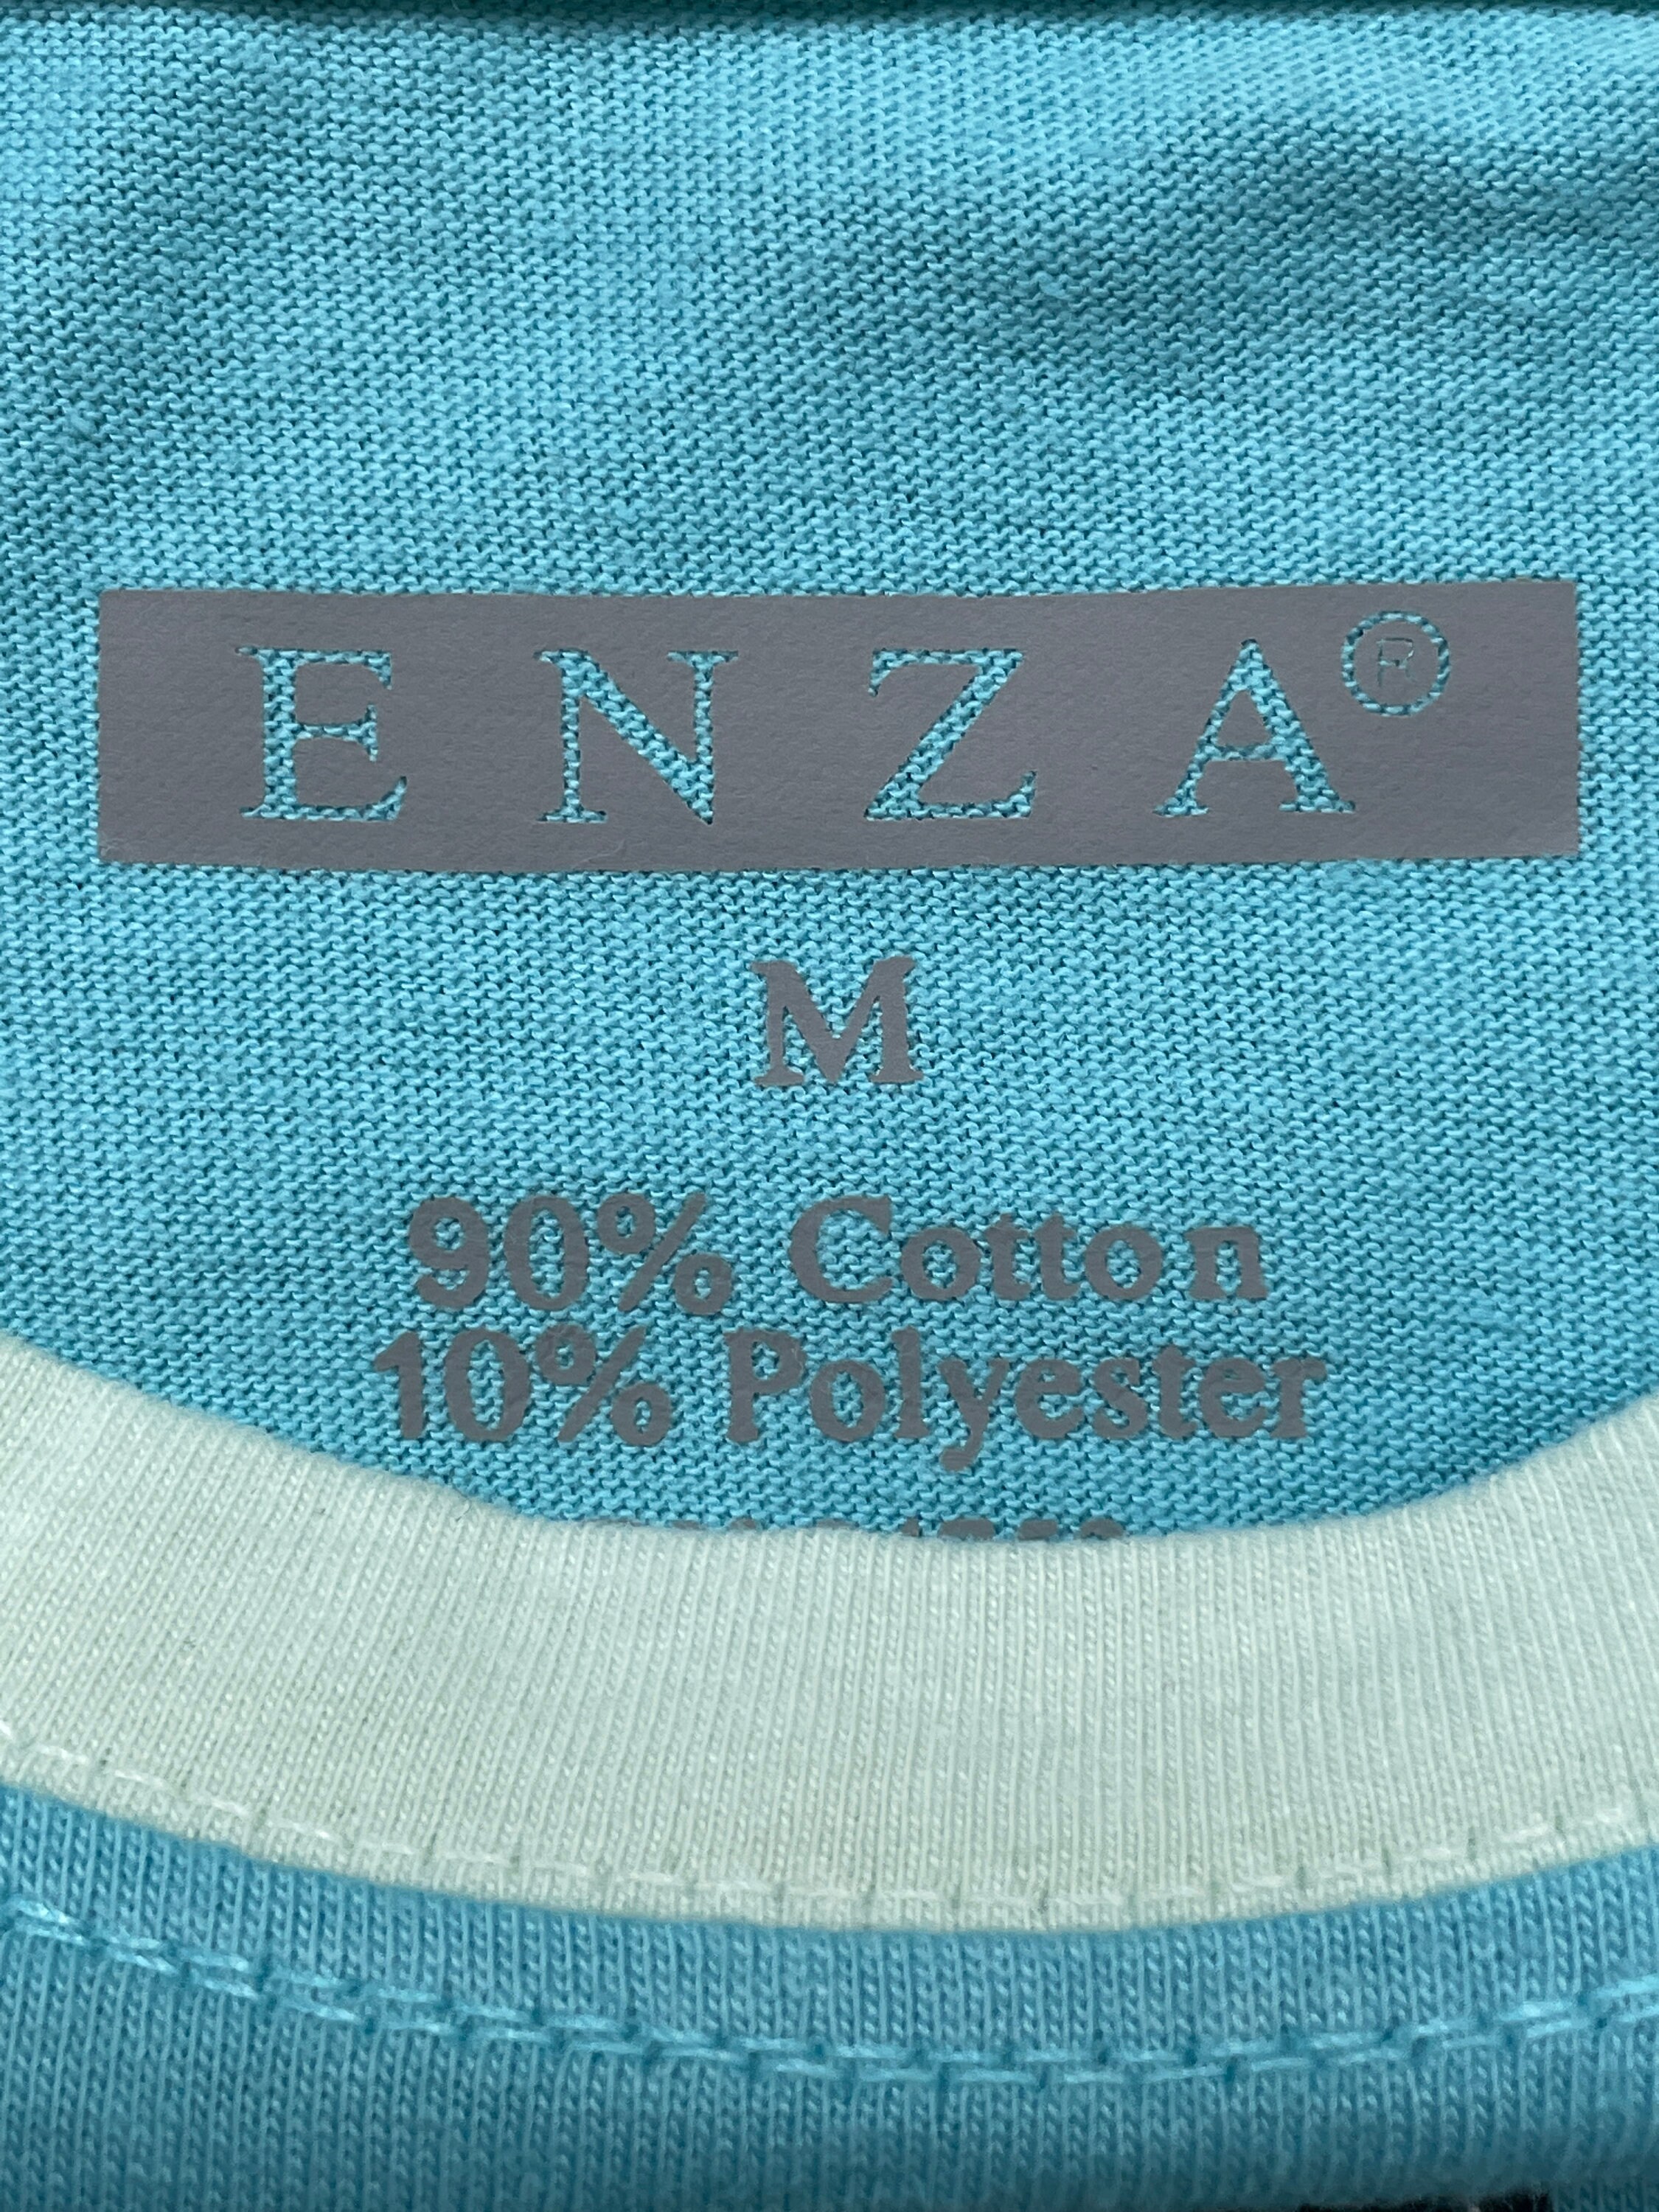 ENZA®
M
90% Cotton
10% Polyester